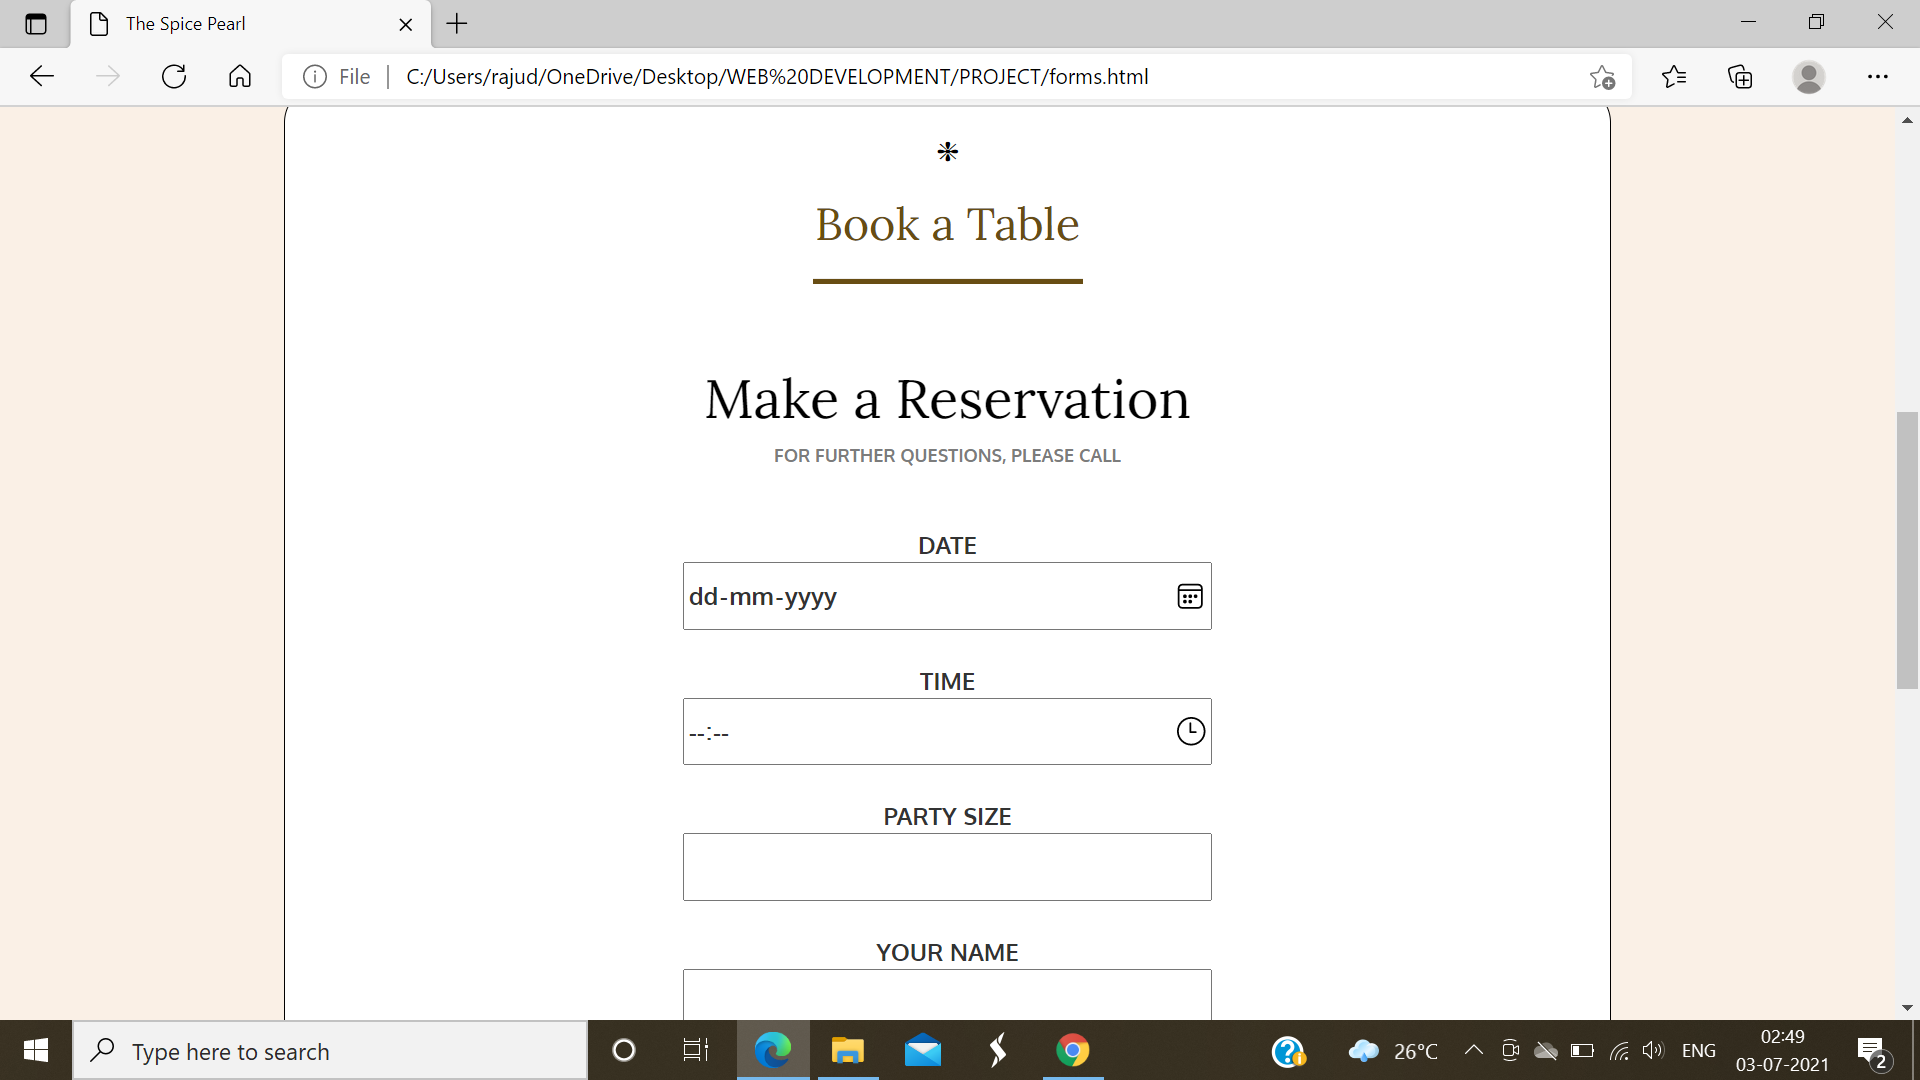 The Spice Pearl
File
C:/Users/rajud/OneDrive/Desktop/WEB%20DEVELOPMENT/PROJECT/forms.html
Book a Table
Make a Reservation
FOR FURTHER QUESTIONS, PLEASE CALL
DATE
dd-mm-yyyy
TIME
--:--
PARTY SIZE
YOUR NAME
Type here to search
26°C
ENG
02:49
03-07-2021
2